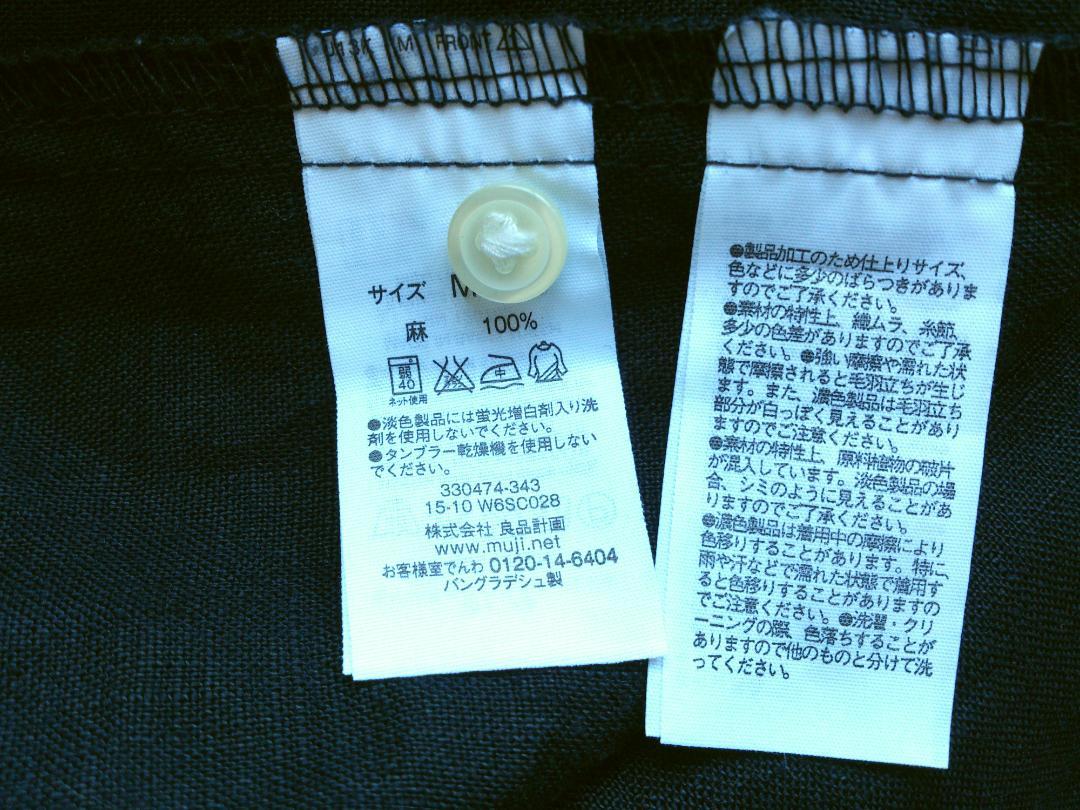 M FRONT
サイズ M
麻 100%
弱
40
ネット使用
●淡色製品には蛍光増白剤入り洗
剤を使用しないでください。
●タンブラー乾燥機を使用しない
でください。
330474-343
15-10 W6SC028
株式会社 良品計画
www.muji.net
お客様室でんわ 0120-14-6404
バングラデシュ製
●製品加工のため仕上りサイズ、
色などに多少のばらつきがありま
すのでご了承ください。
●素材の特性上、織ムラ、糸節、
多少の色差がありますのでご了承
ください。●強い摩擦や濡れた状
態で摩擦されると毛羽立ちが生じ
ます。また、濃色製品は毛羽立ち
部分が白っぽく見えることがあり
ますのでご注意ください。
●素材の特性上、原料植物の破片
が混入しています。淡色製品の場
合、シミのように見えることがあ
りますのでご了承ください。
●濃色製品は着用中の摩擦により
色移りすることがあります。特に、
雨や汗などで濡れた状態で着用す
ると色移りすることがありますの
でご注意ください。●洗濯・クリ
ーニングの際、色落ちすることが
ありますので他のものと分けて洗
ってください。